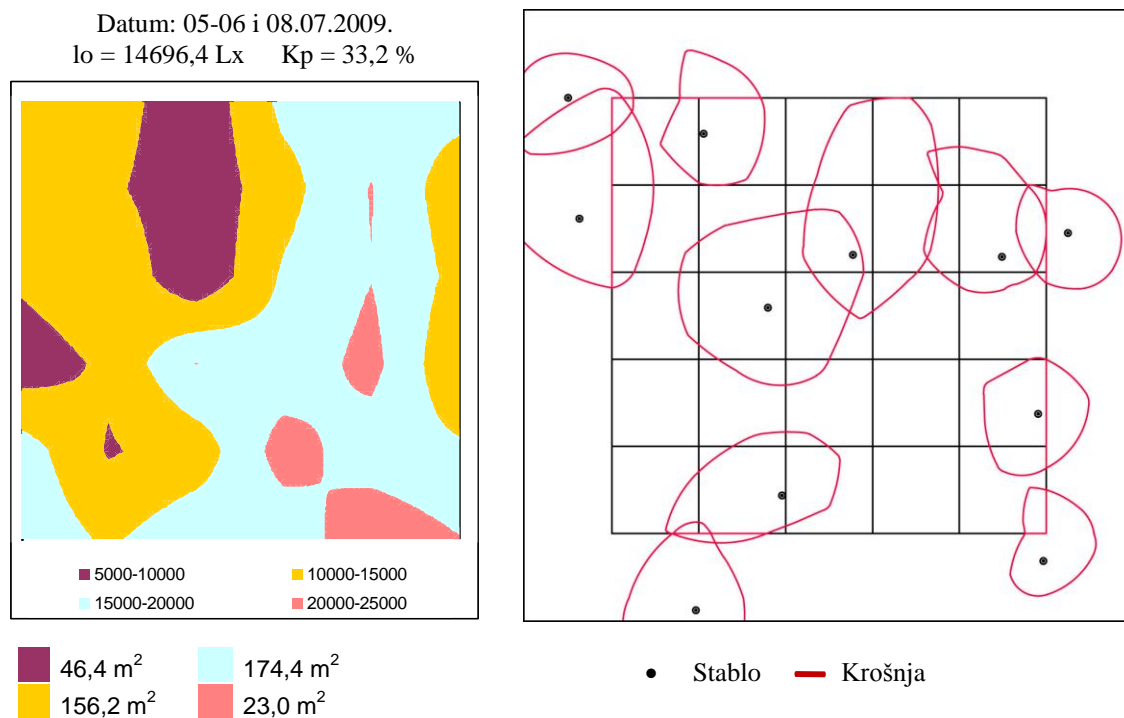 Datum: 05-06 i 08.07.2009.
lo = 14696,4 Lx Kp = 33,2 %
5000-10000
10000-15000
15000-20000
20000-25000
46,4 m²
174,4 m²
156,2 m²
23,0 m²
Stablo
Krošnja